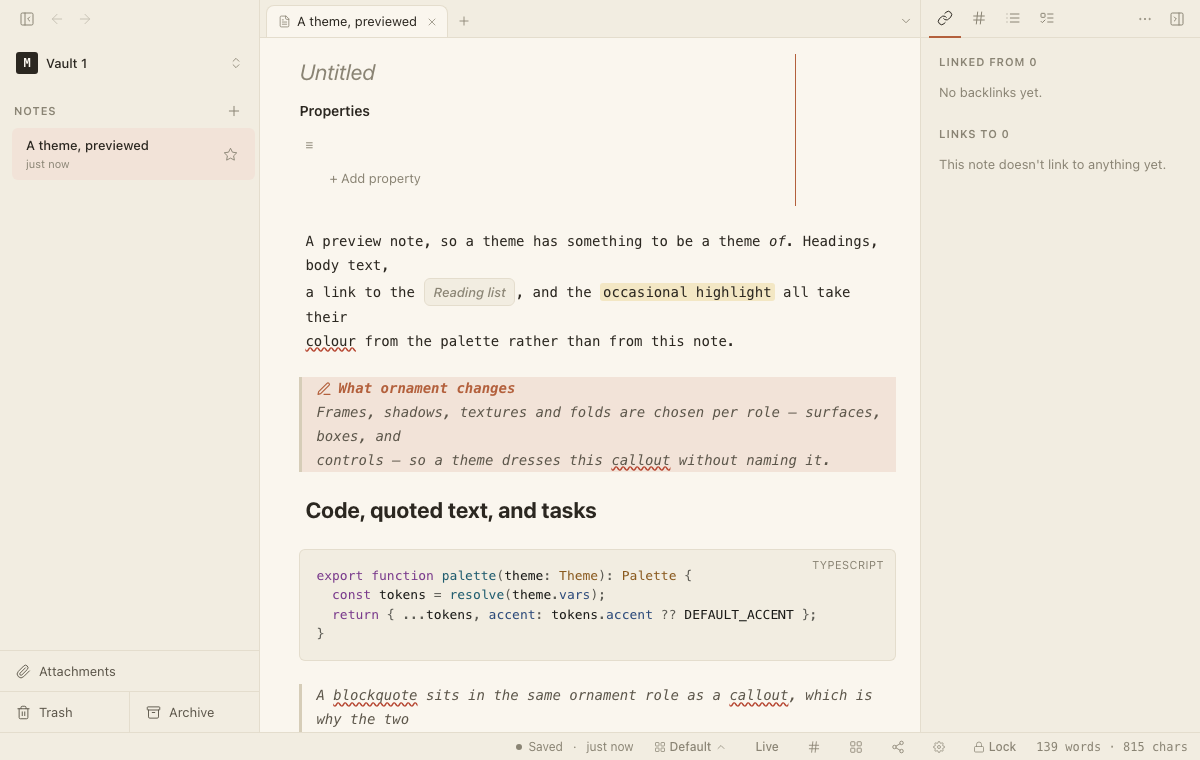 A theme, previewed
M Vault 1
NOTES
A theme, previewed
just now
Attachments
Trash
Archive
Untitled
Properties
+ Add property
A preview note, so a theme has something to be a theme of. Headings,
body text,
a link to the Reading list, and the occasional highlight all take
their
colour from the palette rather than from this note.
What ornament changes
Frames, shadows, textures and folds are chosen per role — surfaces,
boxes, and
controls — so a theme dresses this callout without naming it.
Code, quoted text, and tasks
TYPESCRIPT
export function palette(theme: Theme): Palette {
const tokens = resolve(theme.vars);
return { ...tokens, accent: tokens.accent ?? DEFAULT_ACCENT };
}
A blockquote sits in the same ornament role as a callout, which is
why the two
LINKED FROM 0
No backlinks yet.
LINKS TO 0
This note doesn't link to anything yet.
Saved · just now
Default
Live
Lock
139 words · 815 chars